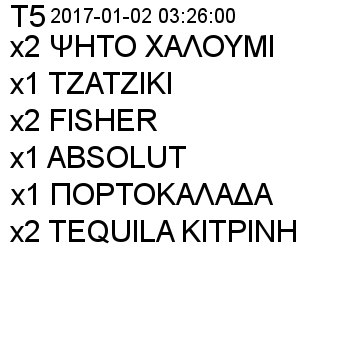 T5 2017-01-02 03:26:00
x2 ΨΗΤΟ ΧΑΛΟΥΜΙ
x1 ΤΖΑΤΖΙΚΙ
x2 FISHER
x1 ABSOLUT
x1 ΠΟΡΤΟΚΑΛΑΔΑ
x2 TEQUILA ΚΙΤΡΙΝΗ